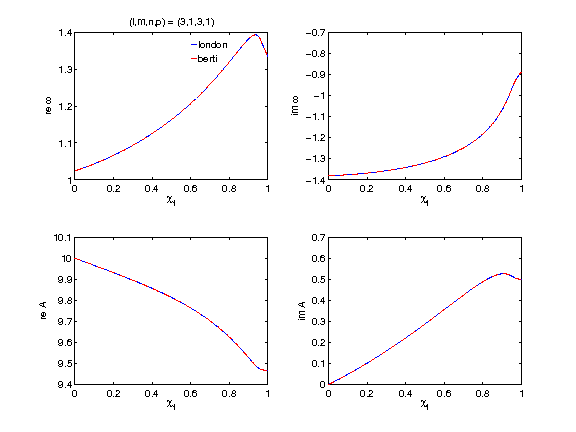 (l,m,n,p) = (3,1,3,1)
1.4
1.3
1.2
1.1
1
re ω
london
berti
0 0.2 0.4 0.6 0.8 1
χf
-0.7
-0.8
-0.9
-1
-1.1
-1.2
-1.3
-1.4
im ω
0 0.2 0.4 0.6 0.8 1
χf
10.1
10
9.9
9.8
9.7
9.6
9.5
9.4
re A
0 0.2 0.4 0.6 0.8 1
χf
0.7
0.6
0.5
0.4
0.3
0.2
0.1
0
im A
0 0.2 0.4 0.6 0.8 1
χf